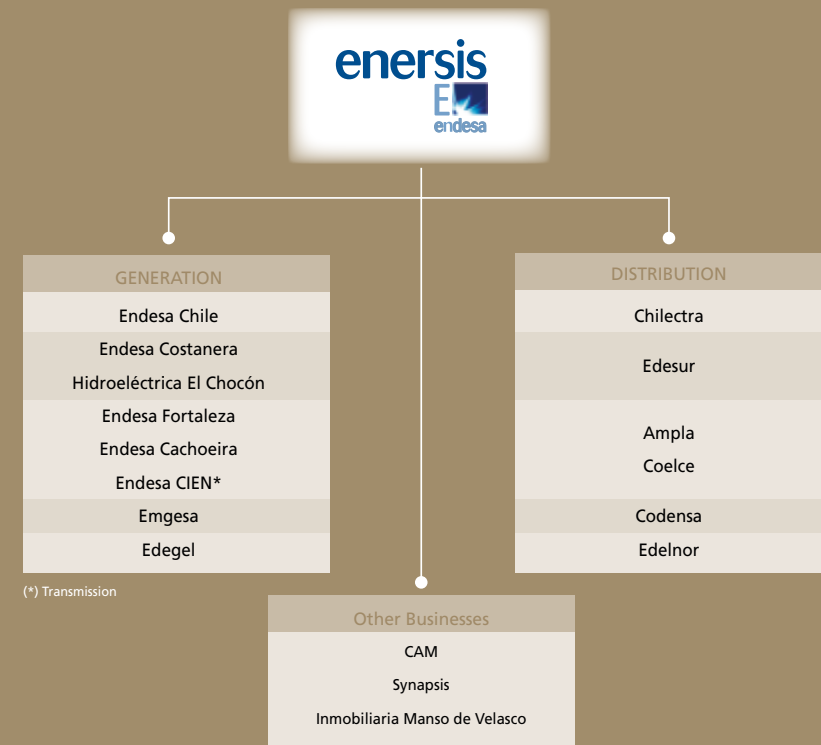 enersis
E
endesa
GENERATION
Endesa Chile
Endesa Costanera
Hidroeléctrica El Chocón
Endesa Fortaleza
Endesa Cachoeira
Endesa CIEN*
Emgesa
Edegel
(*) Transmission
DISTRIBUTION
Chilectra
Edesur
Ampla
Coelce
Codensa
Edelnor
Other Businesses
CAM
Synapsis
Inmobiliaria Manso de Velasco